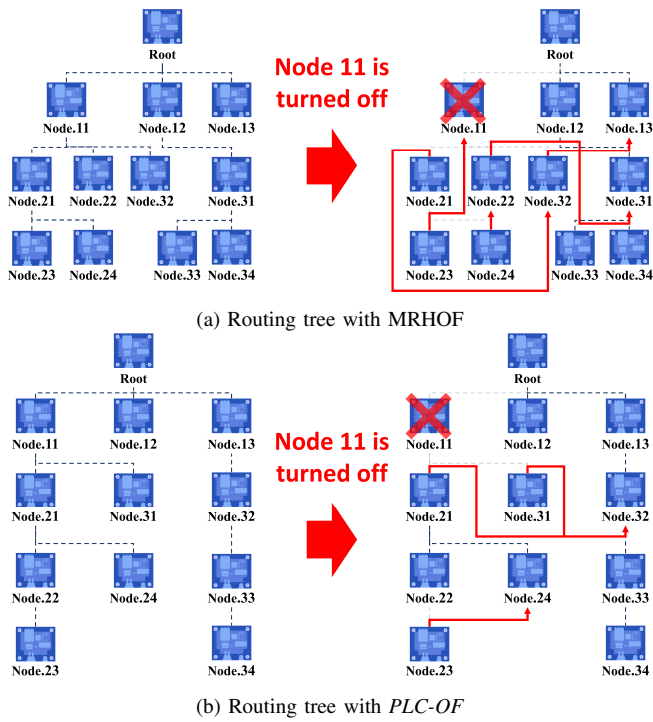 Root
Root
Node 11 is
turned off
Node.11
Node.12
Node.13
Node.11
Node.12
Node.13
Node.21
Node.22
Node.32
Node.31
Node.21
Node.22
Node.32
Node.31
Node.23
Node.24
Node.33
Node.34
Node.23
Node.24
Node.33
Node.34
(a) Routing tree with MRHOF
Root
Root
Node 11 is
turned off
Node.11
Node.12
Node.13
Node.11
Node.12
Node.13
Node.21
Node.31
Node.32
Node.21
Node.31
Node.32
Node.22
Node.24
Node.33
Node.22
Node.24
Node.33
Node.23
Node.34
Node.23
Node.34
(b) Routing tree with PLC-OF